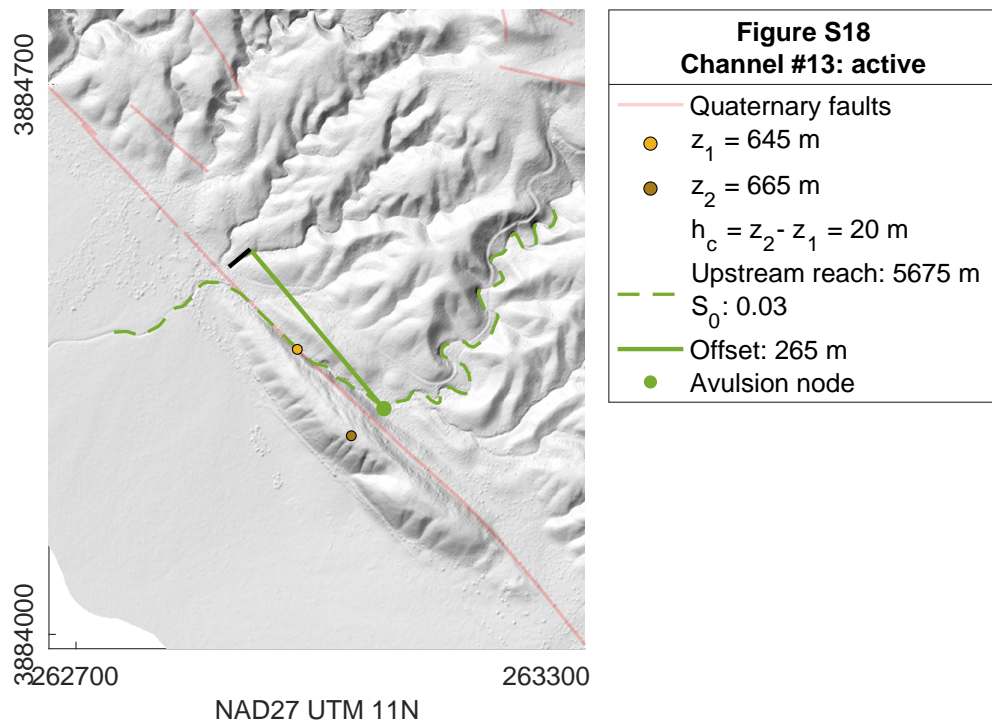 3884700
3884000
262700
263300
NAD27 UTM 11N
Figure S18
Channel #13: active
Quaternary faults
z₁ = 645 m
z₂ = 665 m
h_c = z₂- z₁ = 20 m
Upstream reach: 5675 m
S₀: 0.03
Offset: 265 m
Avulsion node